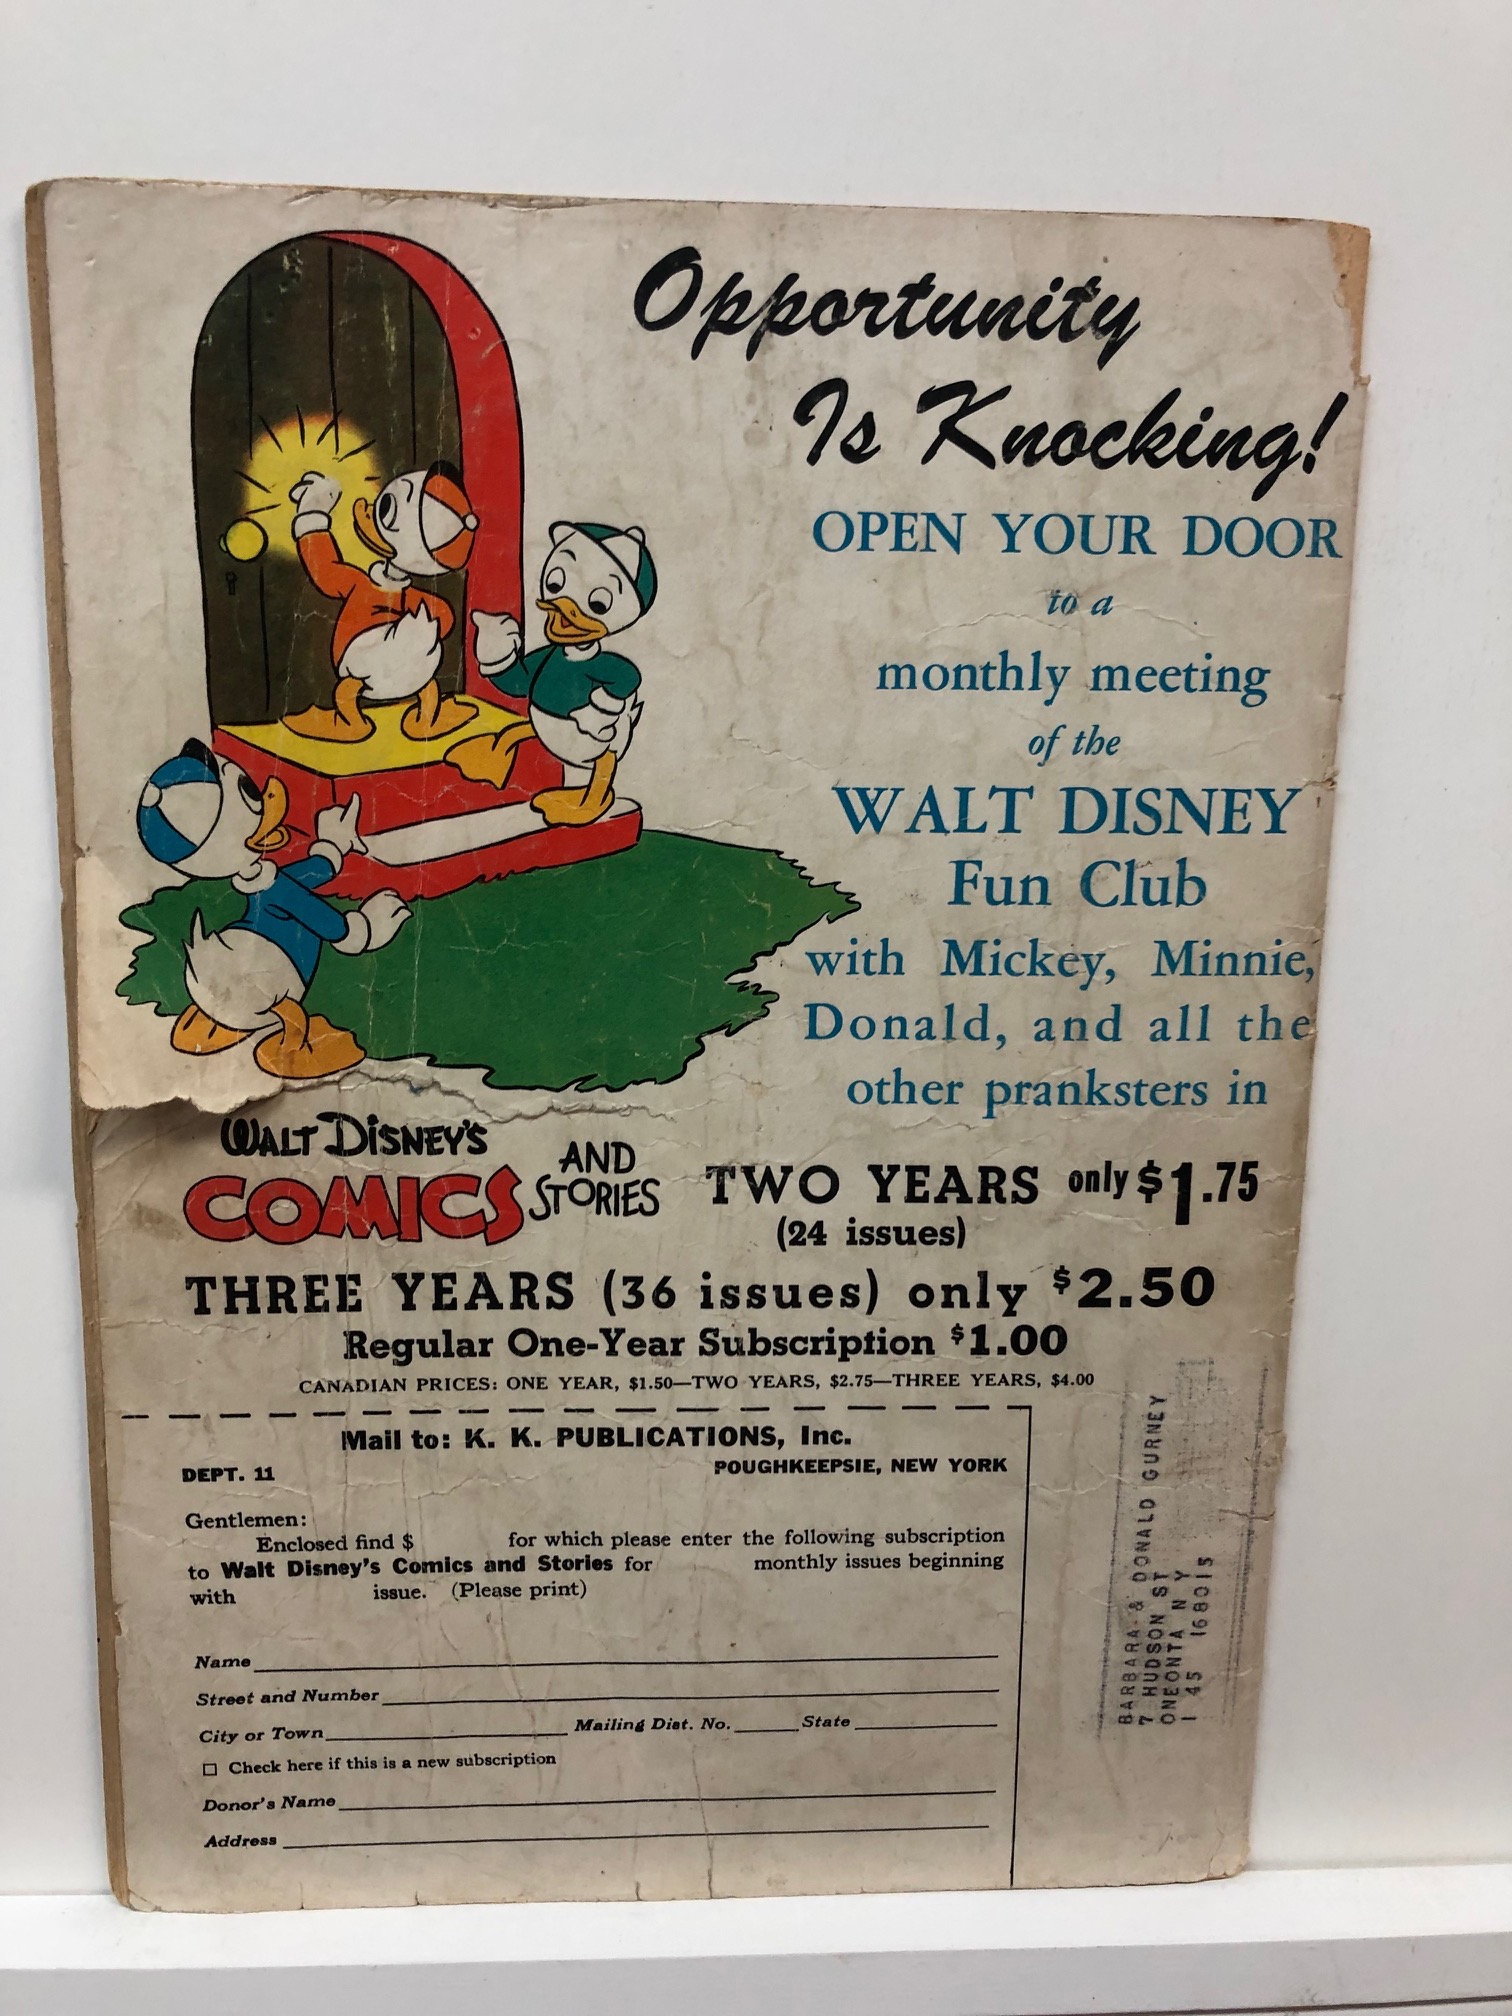 Opportunity
Is Knocking!
OPEN YOUR DOOR
to a
monthly meeting
of the
WALT DISNEY
Fun Club
with Mickey, Minnie,
Donald, and all the
other pranksters in
WALT DISNEY'S
COMICS AND STORIES
TWO YEARS only $1.75
(24 issues)
THREE YEARS (36 issues) only $2.50
Regular One-Year Subscription $1.00
CANADIAN PRICES: ONE YEAR, $1.50—TWO YEARS, $2.75—THREE YEARS, $4.00
Mail to: K. K. PUBLICATIONS, Inc.
DEPT. 11 POUGHKEEPSIE, NEW YORK
Gentlemen:
Enclosed find $ for which please enter the following subscription
to Walt Disney's Comics and Stories for monthly issues beginning
with issue. (Please print)
Name
Street and Number
City or Town Mailing Dist. No. State
Check here if this is a new subscription
Donor's Name
Address
BARBARA & DONALD GURNEY
7 HUDSON ST
ONEONTA N Y
1 45 168015